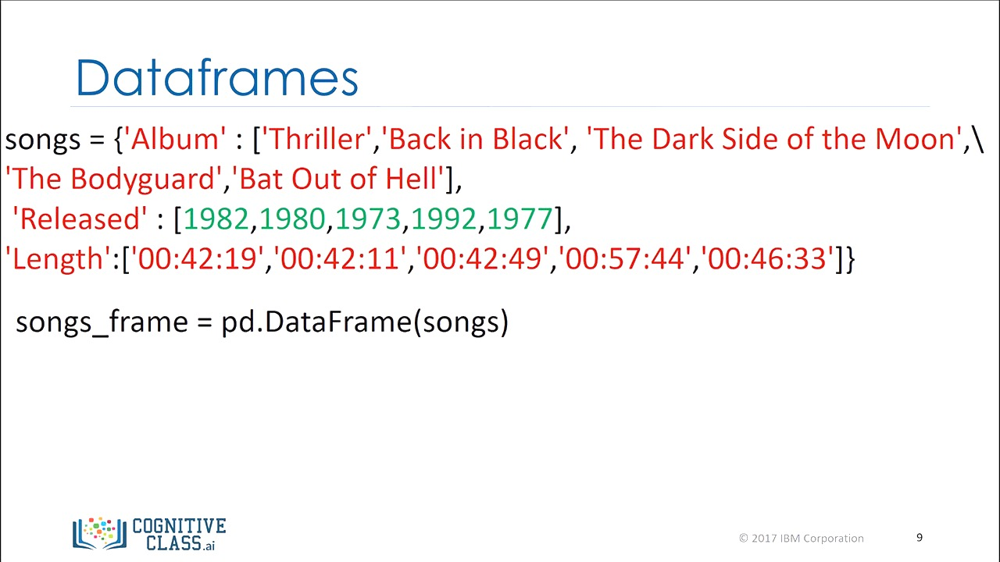 Dataframes
songs = {'Album' : ['Thriller','Back in Black', 'The Dark Side of the Moon',\
'The Bodyguard','Bat Out of Hell'],
'Released' : [1982,1980,1973,1992,1977],
'Length':['00:42:19','00:42:11','00:42:49','00:57:44','00:46:33']}
songs_frame = pd.DataFrame(songs)
COGNITIVE
CLASS.ai
© 2017 IBM Corporation
9